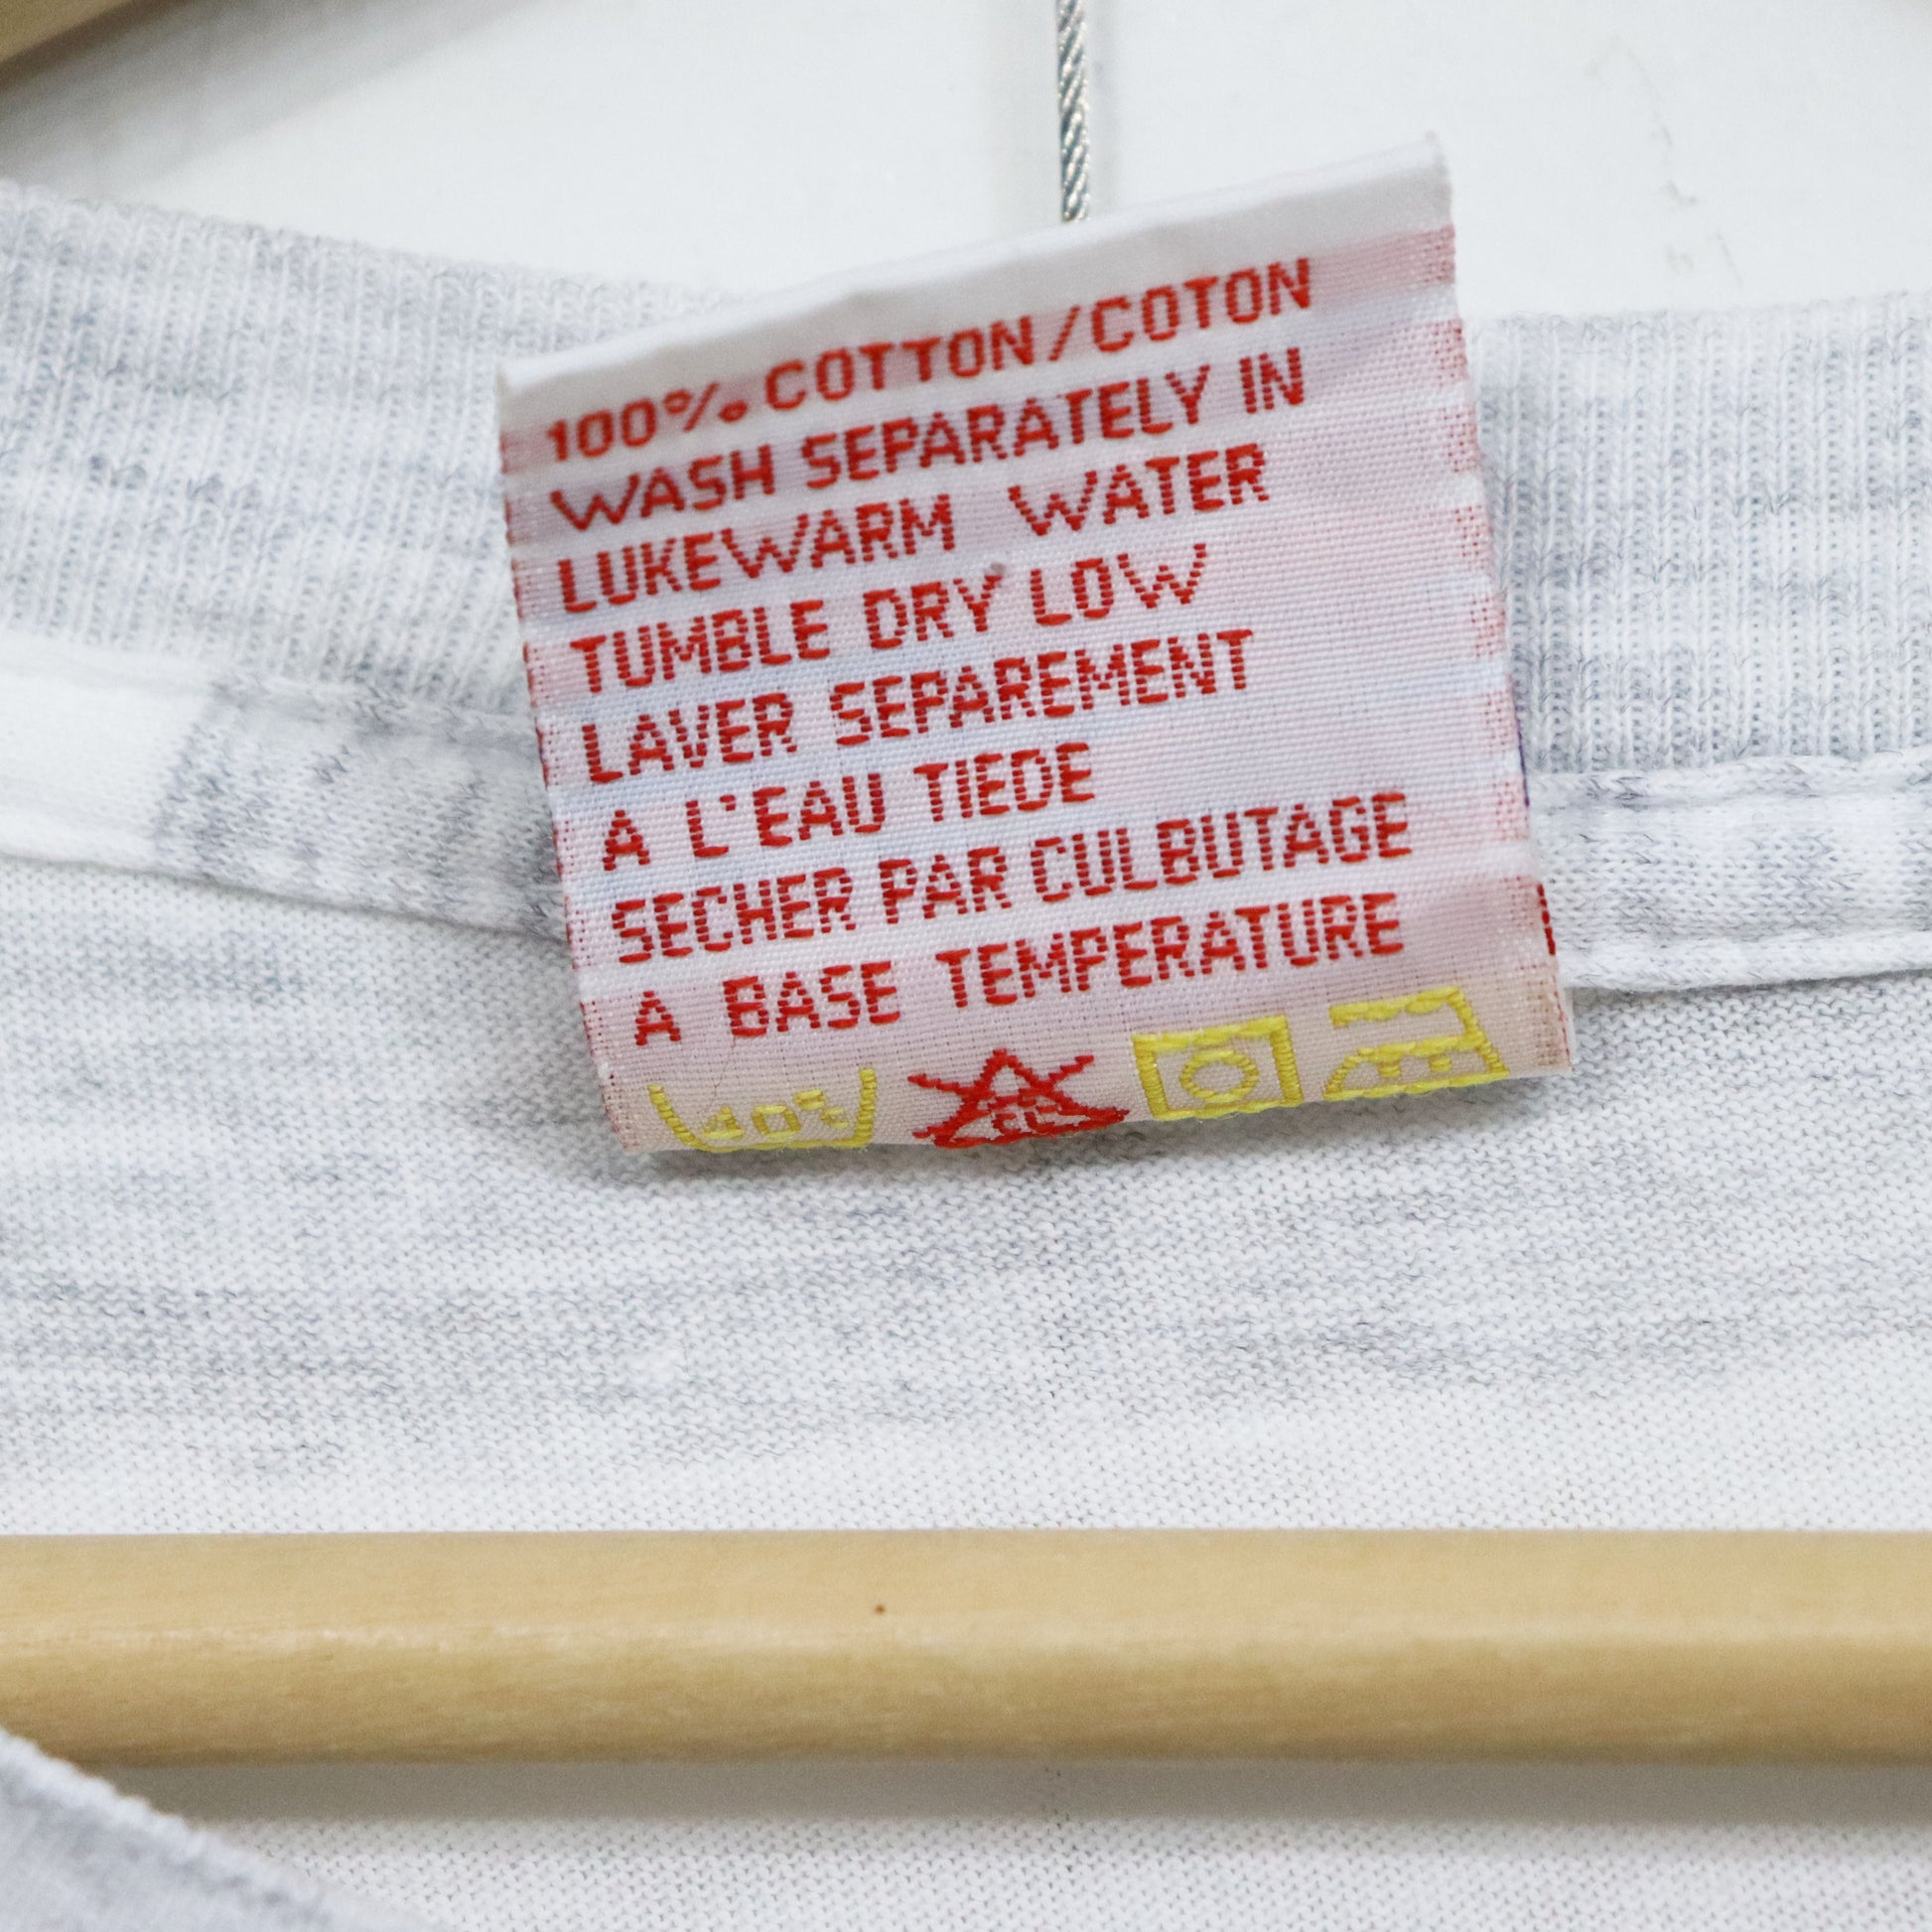 100% COTTON/COTON
WASH SEPARATELY IN
LUKEWARM WATER
TUMBLE DRY LOW
LAVER SEPAREMENT
A L'EAU TIEDE
SECHER PAR CULBUTAGE
A BASE TEMPERATURE
40° CL